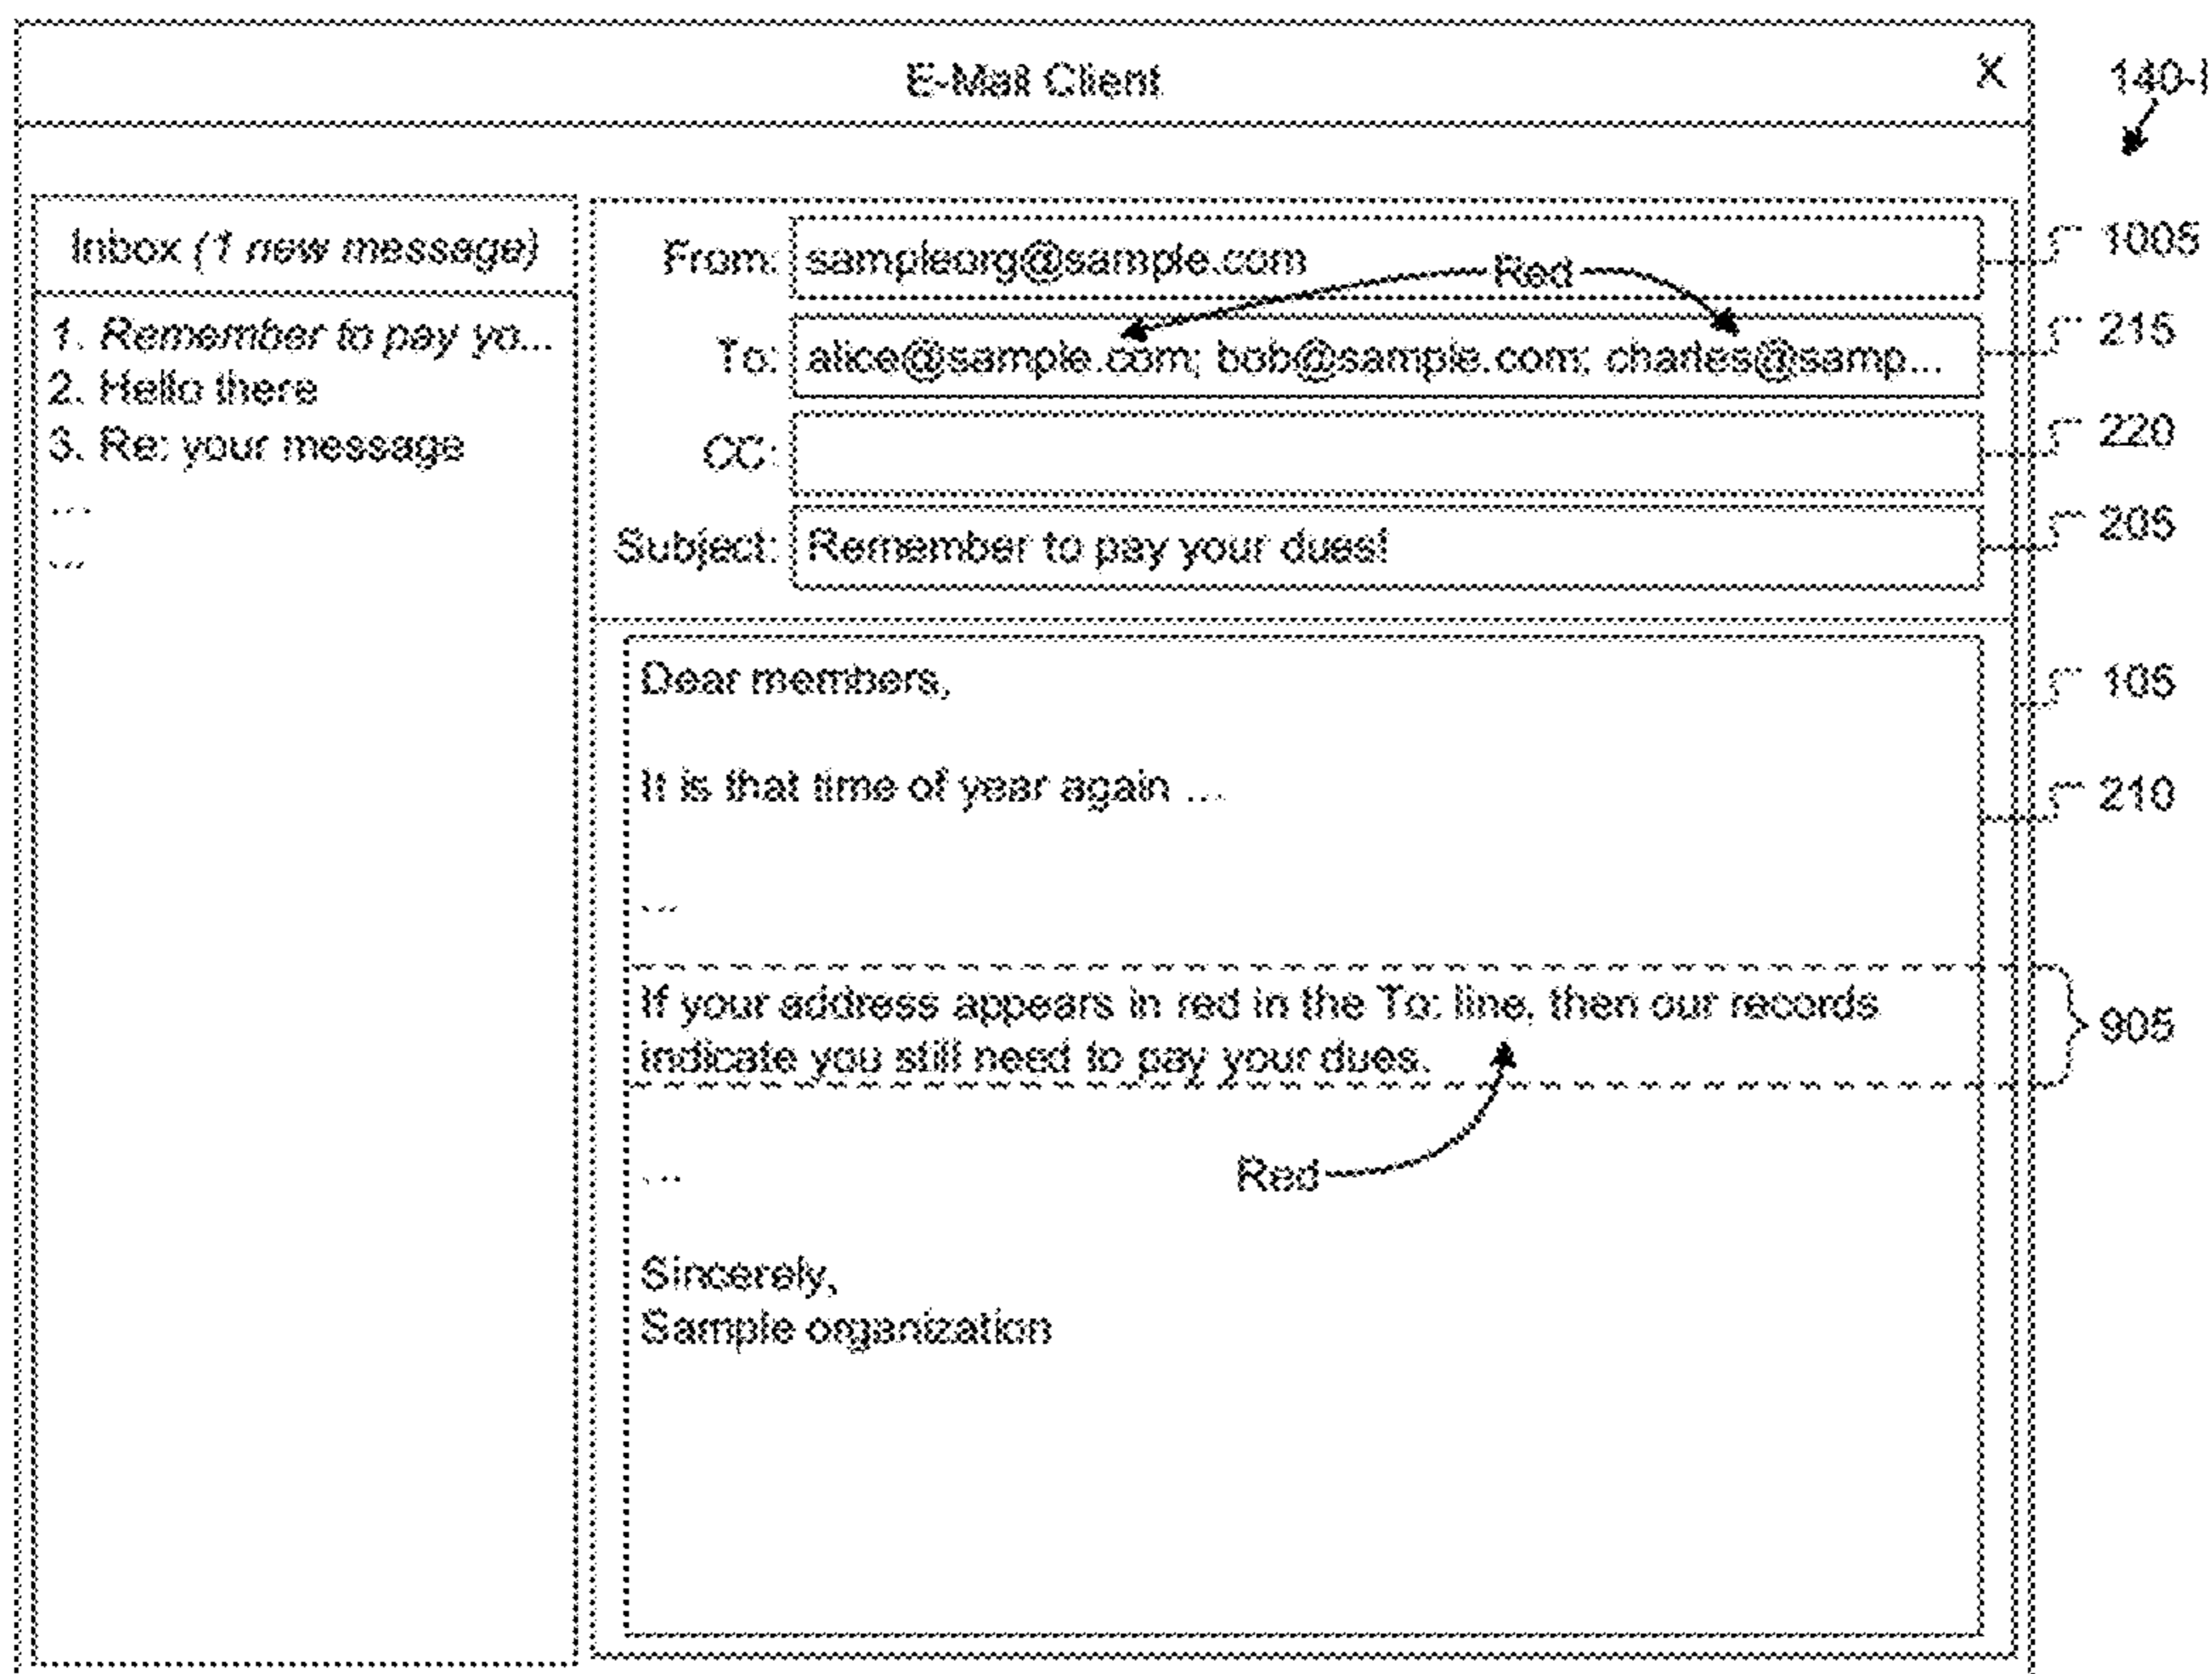 E-Mail Client X
140-I
Inbox (1 new message)
1. Remember to pay yo...
2. Hello there
3. Re: your message
...
...
From: sampleorg@sample.com
Red
1005
To: alice@sample.com; bob@sample.com; charles@samp...
215
CC:
220
Subject: Remember to pay your dues!
205
Dear members,
105
It is that time of year again ...
210
...
If your address appears in red in the To: line, then our records
indicate you still need to pay your dues.
905
...
Red
Sincerely,
Sample organization